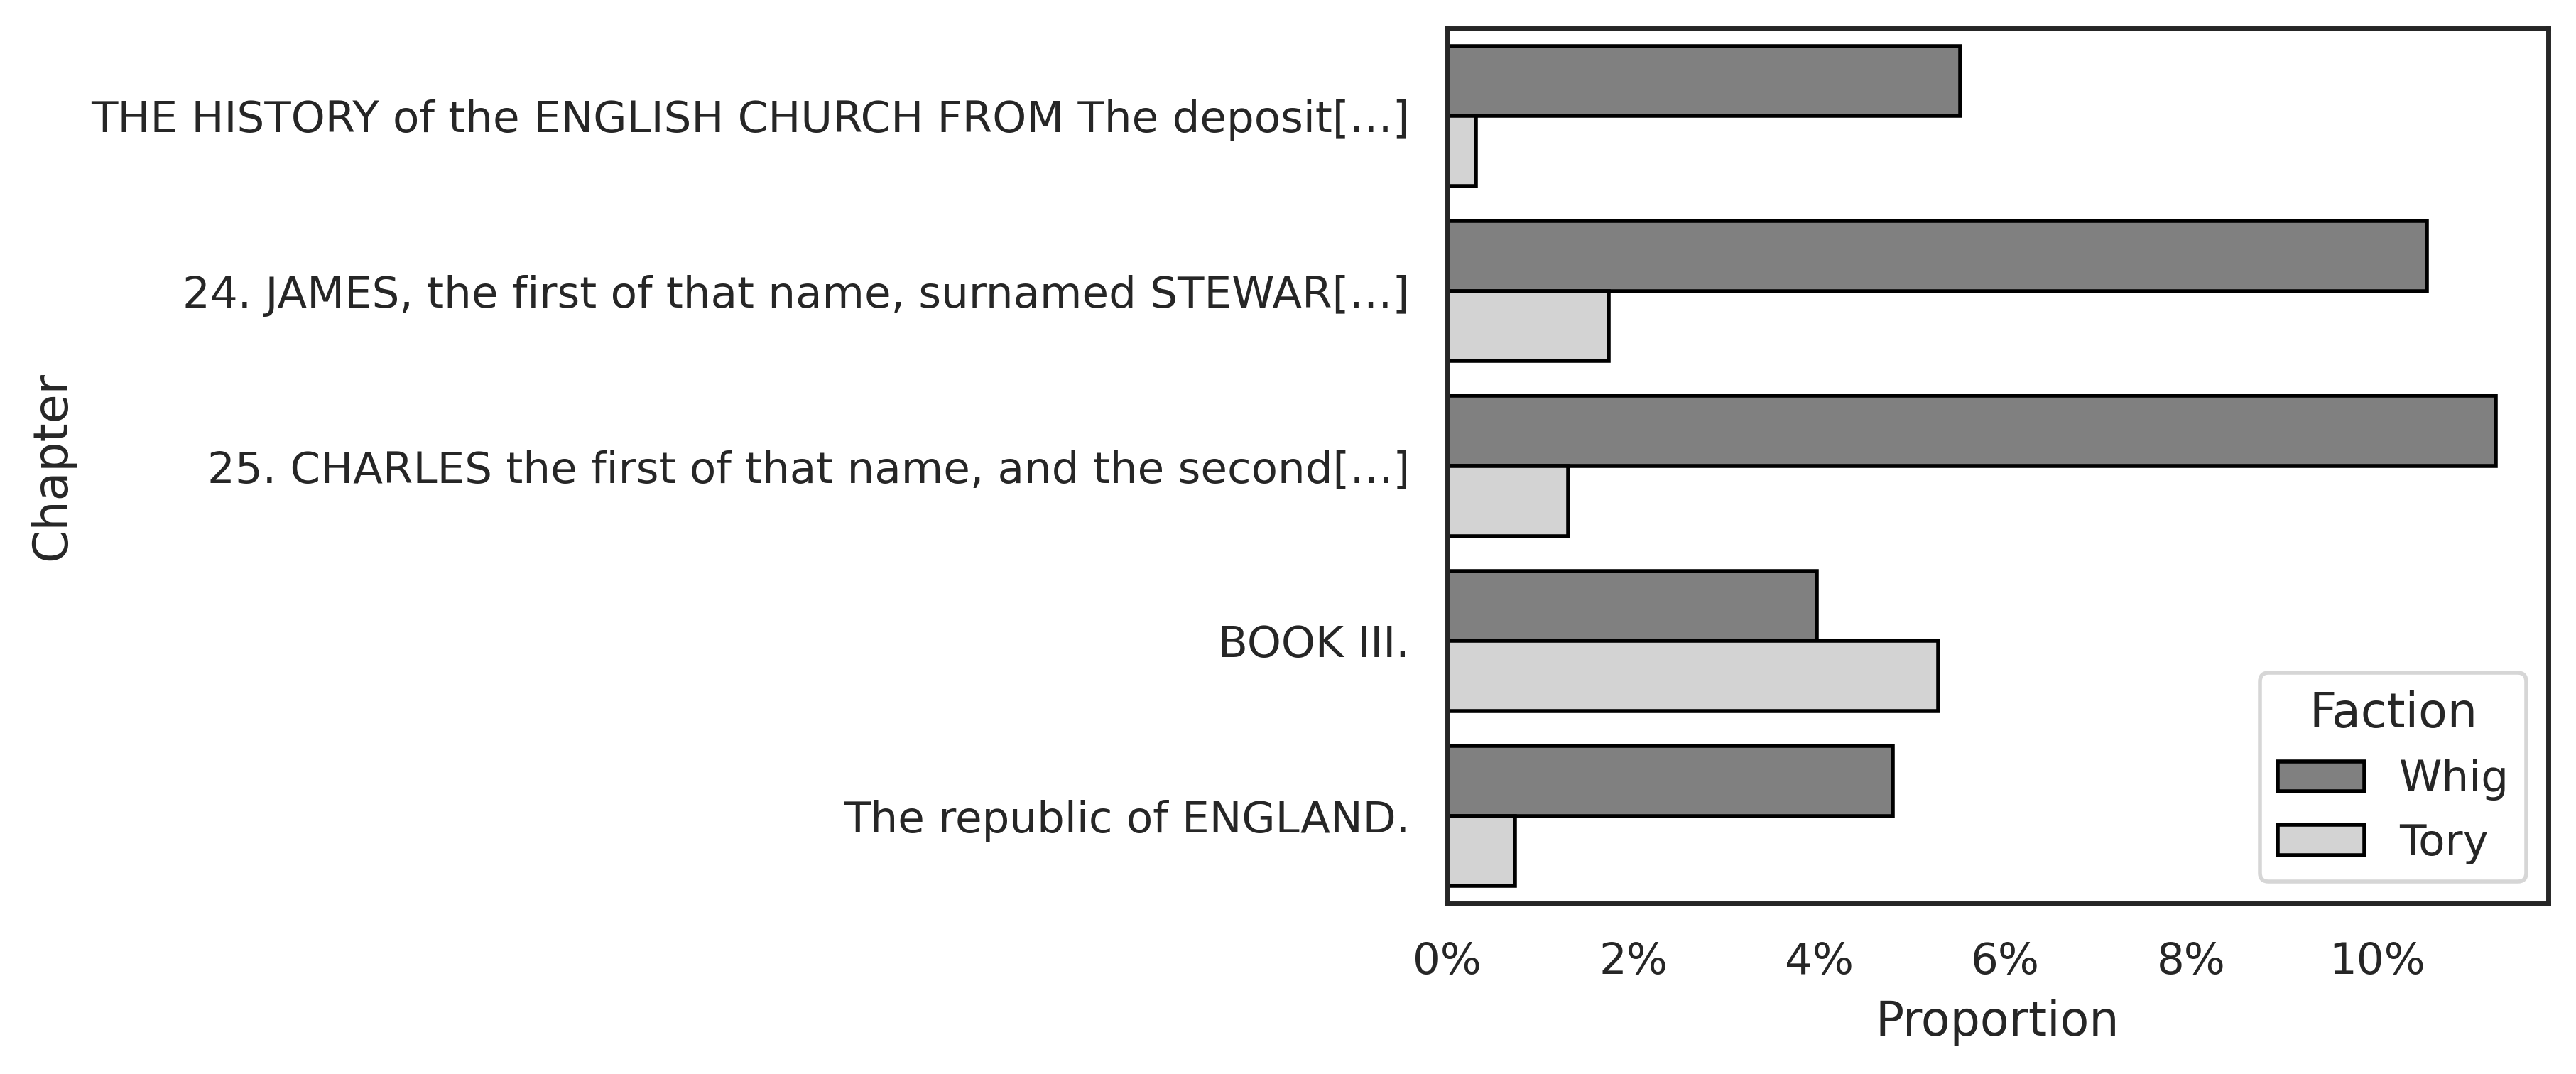 THE HISTORY of the ENGLISH CHURCH FROM The deposit[...]
24. JAMES, the first of that name, surnamed STEWAR[...]
25. CHARLES the first of that name, and the second[...]
BOOK III.
The republic of ENGLAND.
Chapter
Faction
Whig
Tory
0% 2% 4% 6% 8% 10%
Proportion